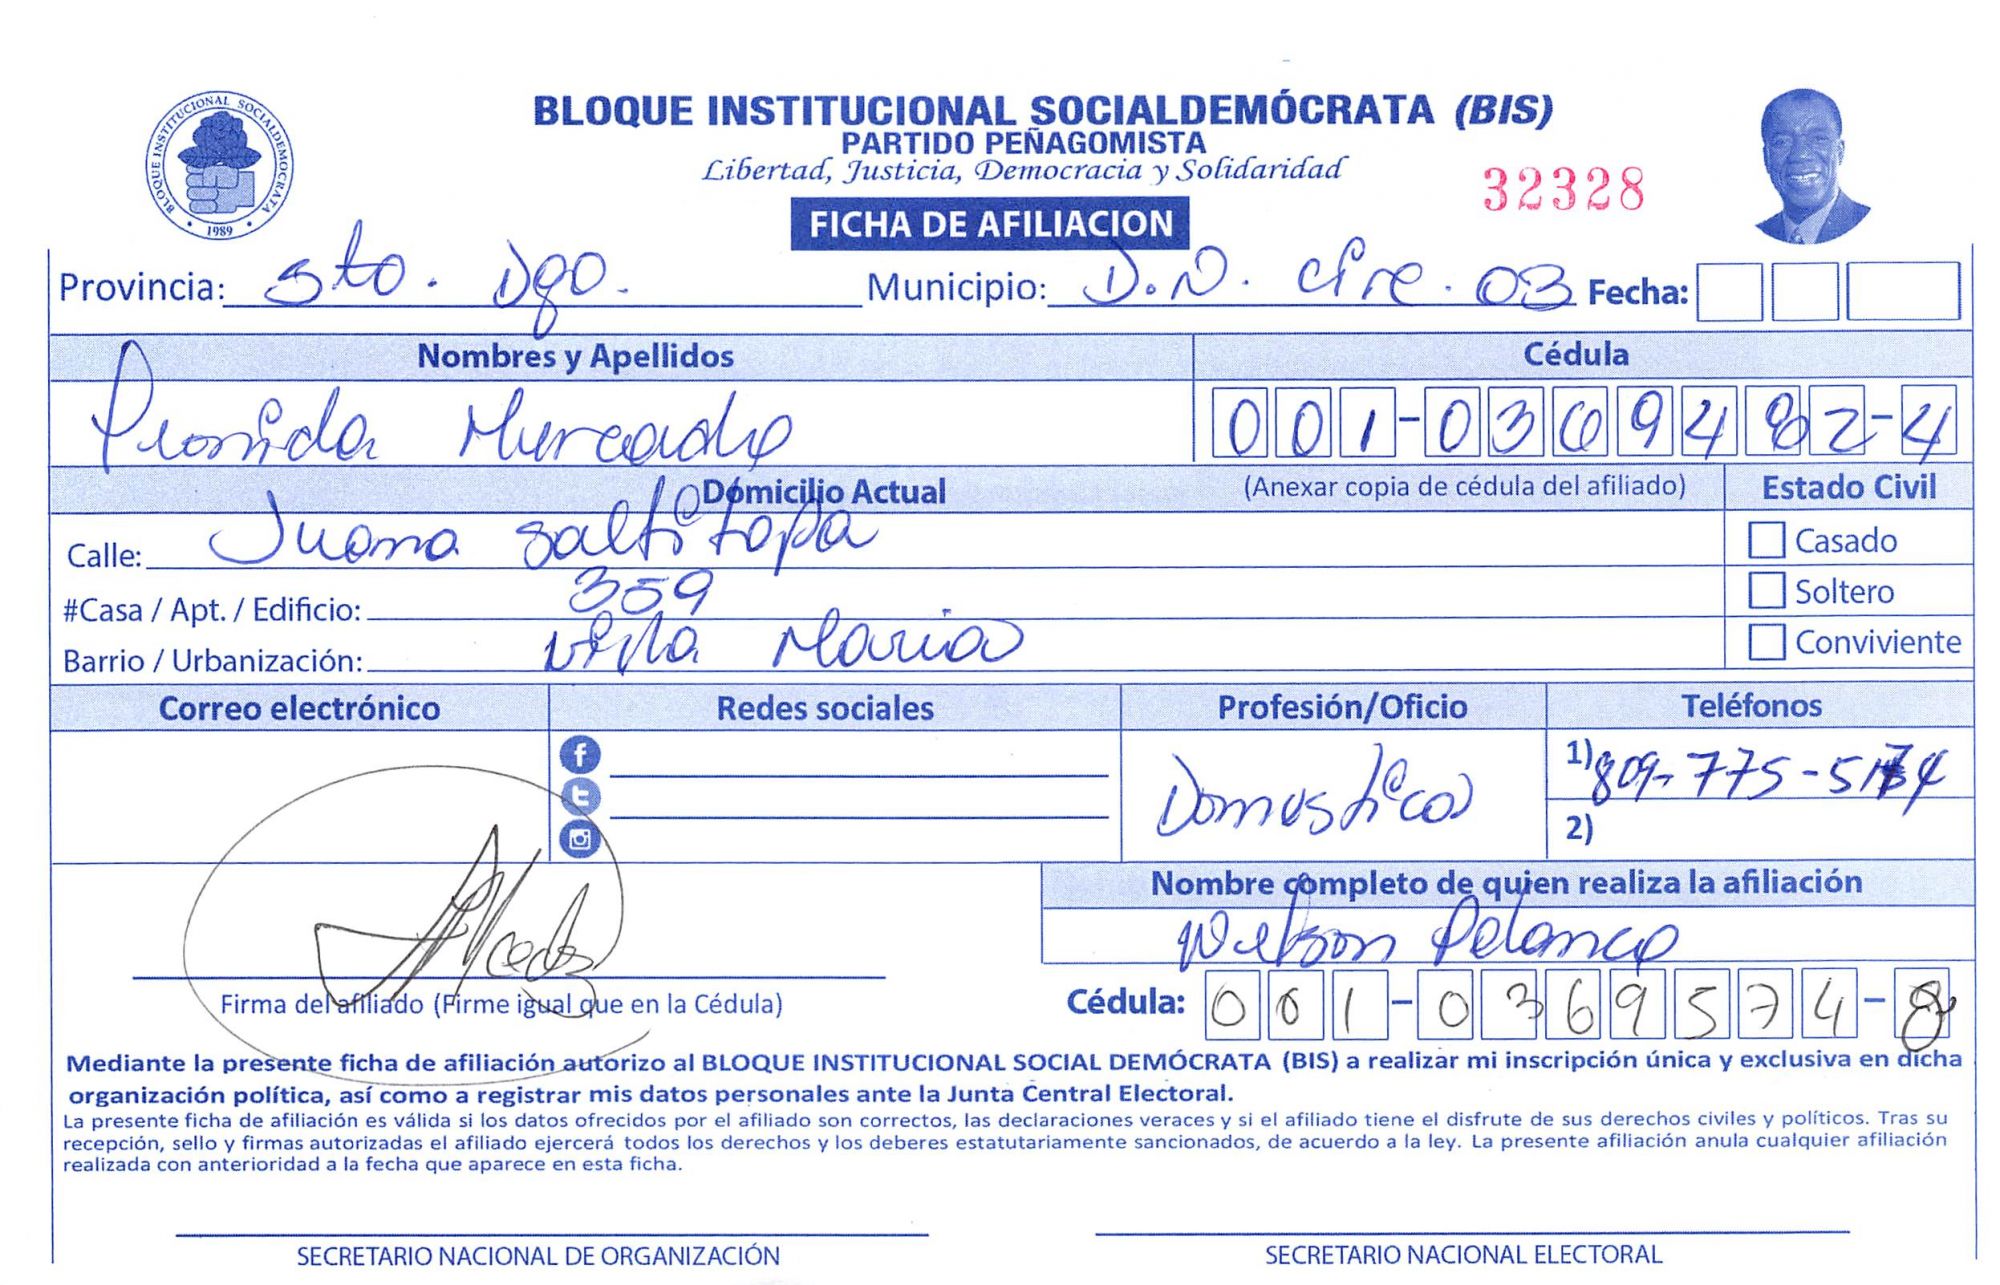 BLOQUE INSTITUCIONAL SOCIALDEMOCRATA
1989
BLOQUE INSTITUCIONAL SOCIALDEMÓCRATA (BIS)
PARTIDO PEÑAGOMISTA
Libertad, Justicia, Democracia y Solidaridad
32328
FICHA DE AFILIACION
Provincia: Sto. Dgo. Municipio: D.N. Circ. 03 Fecha:
Nombres y Apellidos Cédula
Mercado 001-0369482-4
Domicilio Actual (Anexar copia de cédula del afiliado) Estado Civil
Calle: Juana Saltitopa Casado
#Casa / Apt. / Edificio: 359 Soltero
Barrio / Urbanización: Villa Maria Conviviente
Correo electrónico Redes sociales Profesión/Oficio Teléfonos
Domestica 1) 809-775-
2)
Nombre completo de quien realiza la afiliación
Wilson Polanco
Firma del afiliado (Firme igual que en la Cédula) Cédula: 001-0369574-8
Mediante la presente ficha de afiliación autorizo al BLOQUE INSTITUCIONAL SOCIAL DEMÓCRATA (BIS) a realizar mi inscripción única y exclusiva en dicha
organización política, así como a registrar mis datos personales ante la Junta Central Electoral.
La presente ficha de afiliación es válida si los datos ofrecidos por el afiliado son correctos, las declaraciones veraces y si el afiliado tiene el disfrute de sus derechos civiles y políticos. Tras su
recepción, sello y firmas autorizadas el afiliado ejercerá todos los derechos y los deberes estatutariamente sancionados, de acuerdo a la ley. La presente afiliación anula cualquier afiliación
realizada con anterioridad a la fecha que aparece en esta ficha.
SECRETARIO NACIONAL DE ORGANIZACIÓN SECRETARIO NACIONAL ELECTORAL